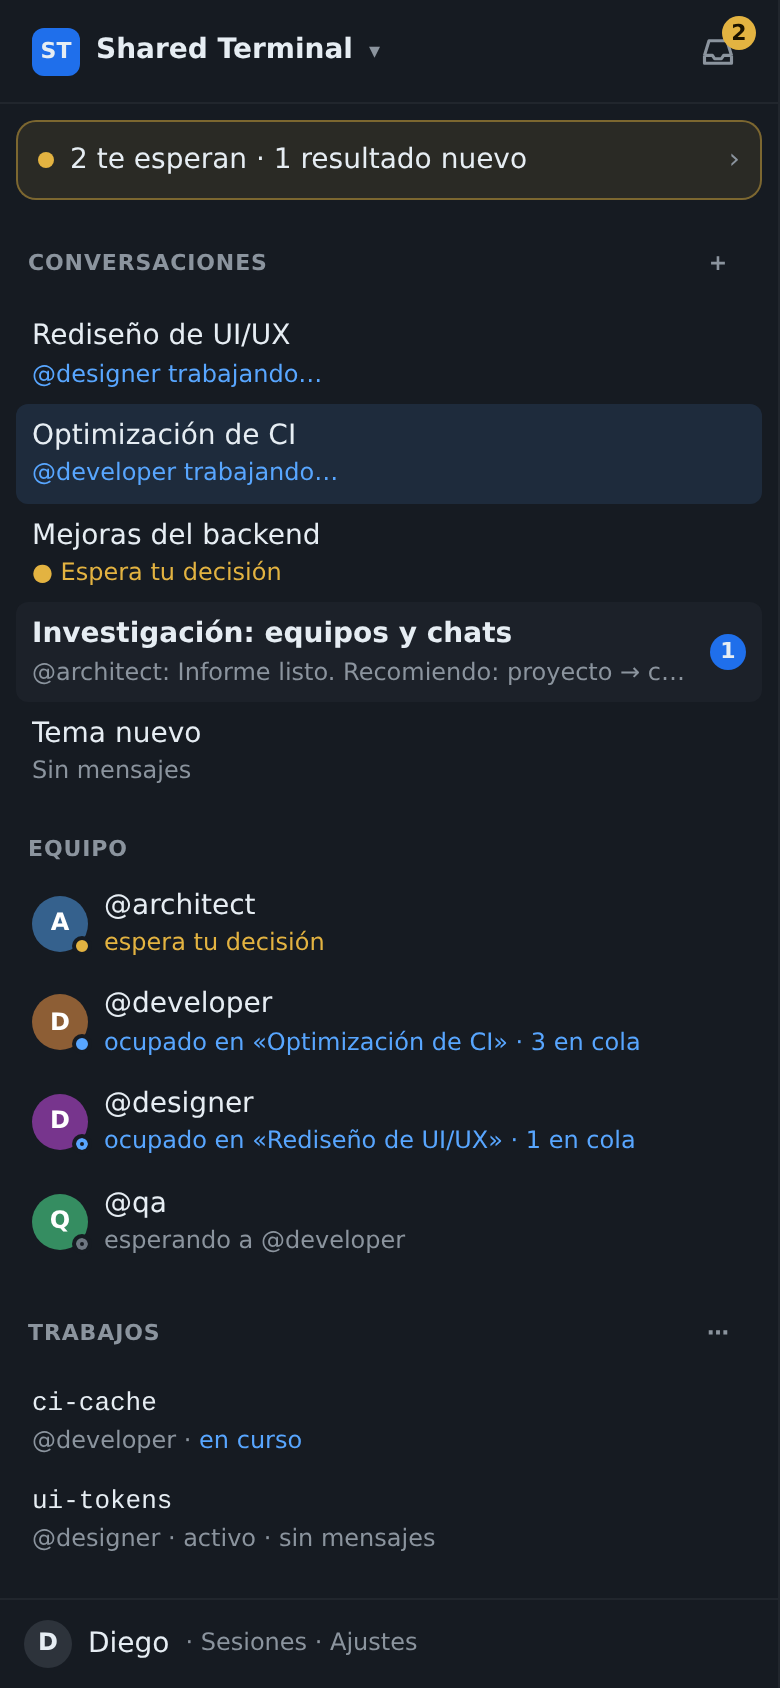 ST Shared Terminal ▾ 2
2 te esperan · 1 resultado nuevo ›
CONVERSACIONES +
Rediseño de UI/UX
@designer trabajando…
Optimización de CI
@developer trabajando…
Mejoras del backend
● Espera tu decisión
Investigación: equipos y chats
@architect: Informe listo. Recomiendo: proyecto → c… 1
Tema nuevo
Sin mensajes
EQUIPO
A @architect
espera tu decisión
D @developer
ocupado en «Optimización de CI» · 3 en cola
D @designer
ocupado en «Rediseño de UI/UX» · 1 en cola
Q @qa
esperando a @developer
TRABAJOS ⋯
ci-cache
@developer · en curso
ui-tokens
@designer · activo · sin mensajes
D Diego · Sesiones · Ajustes